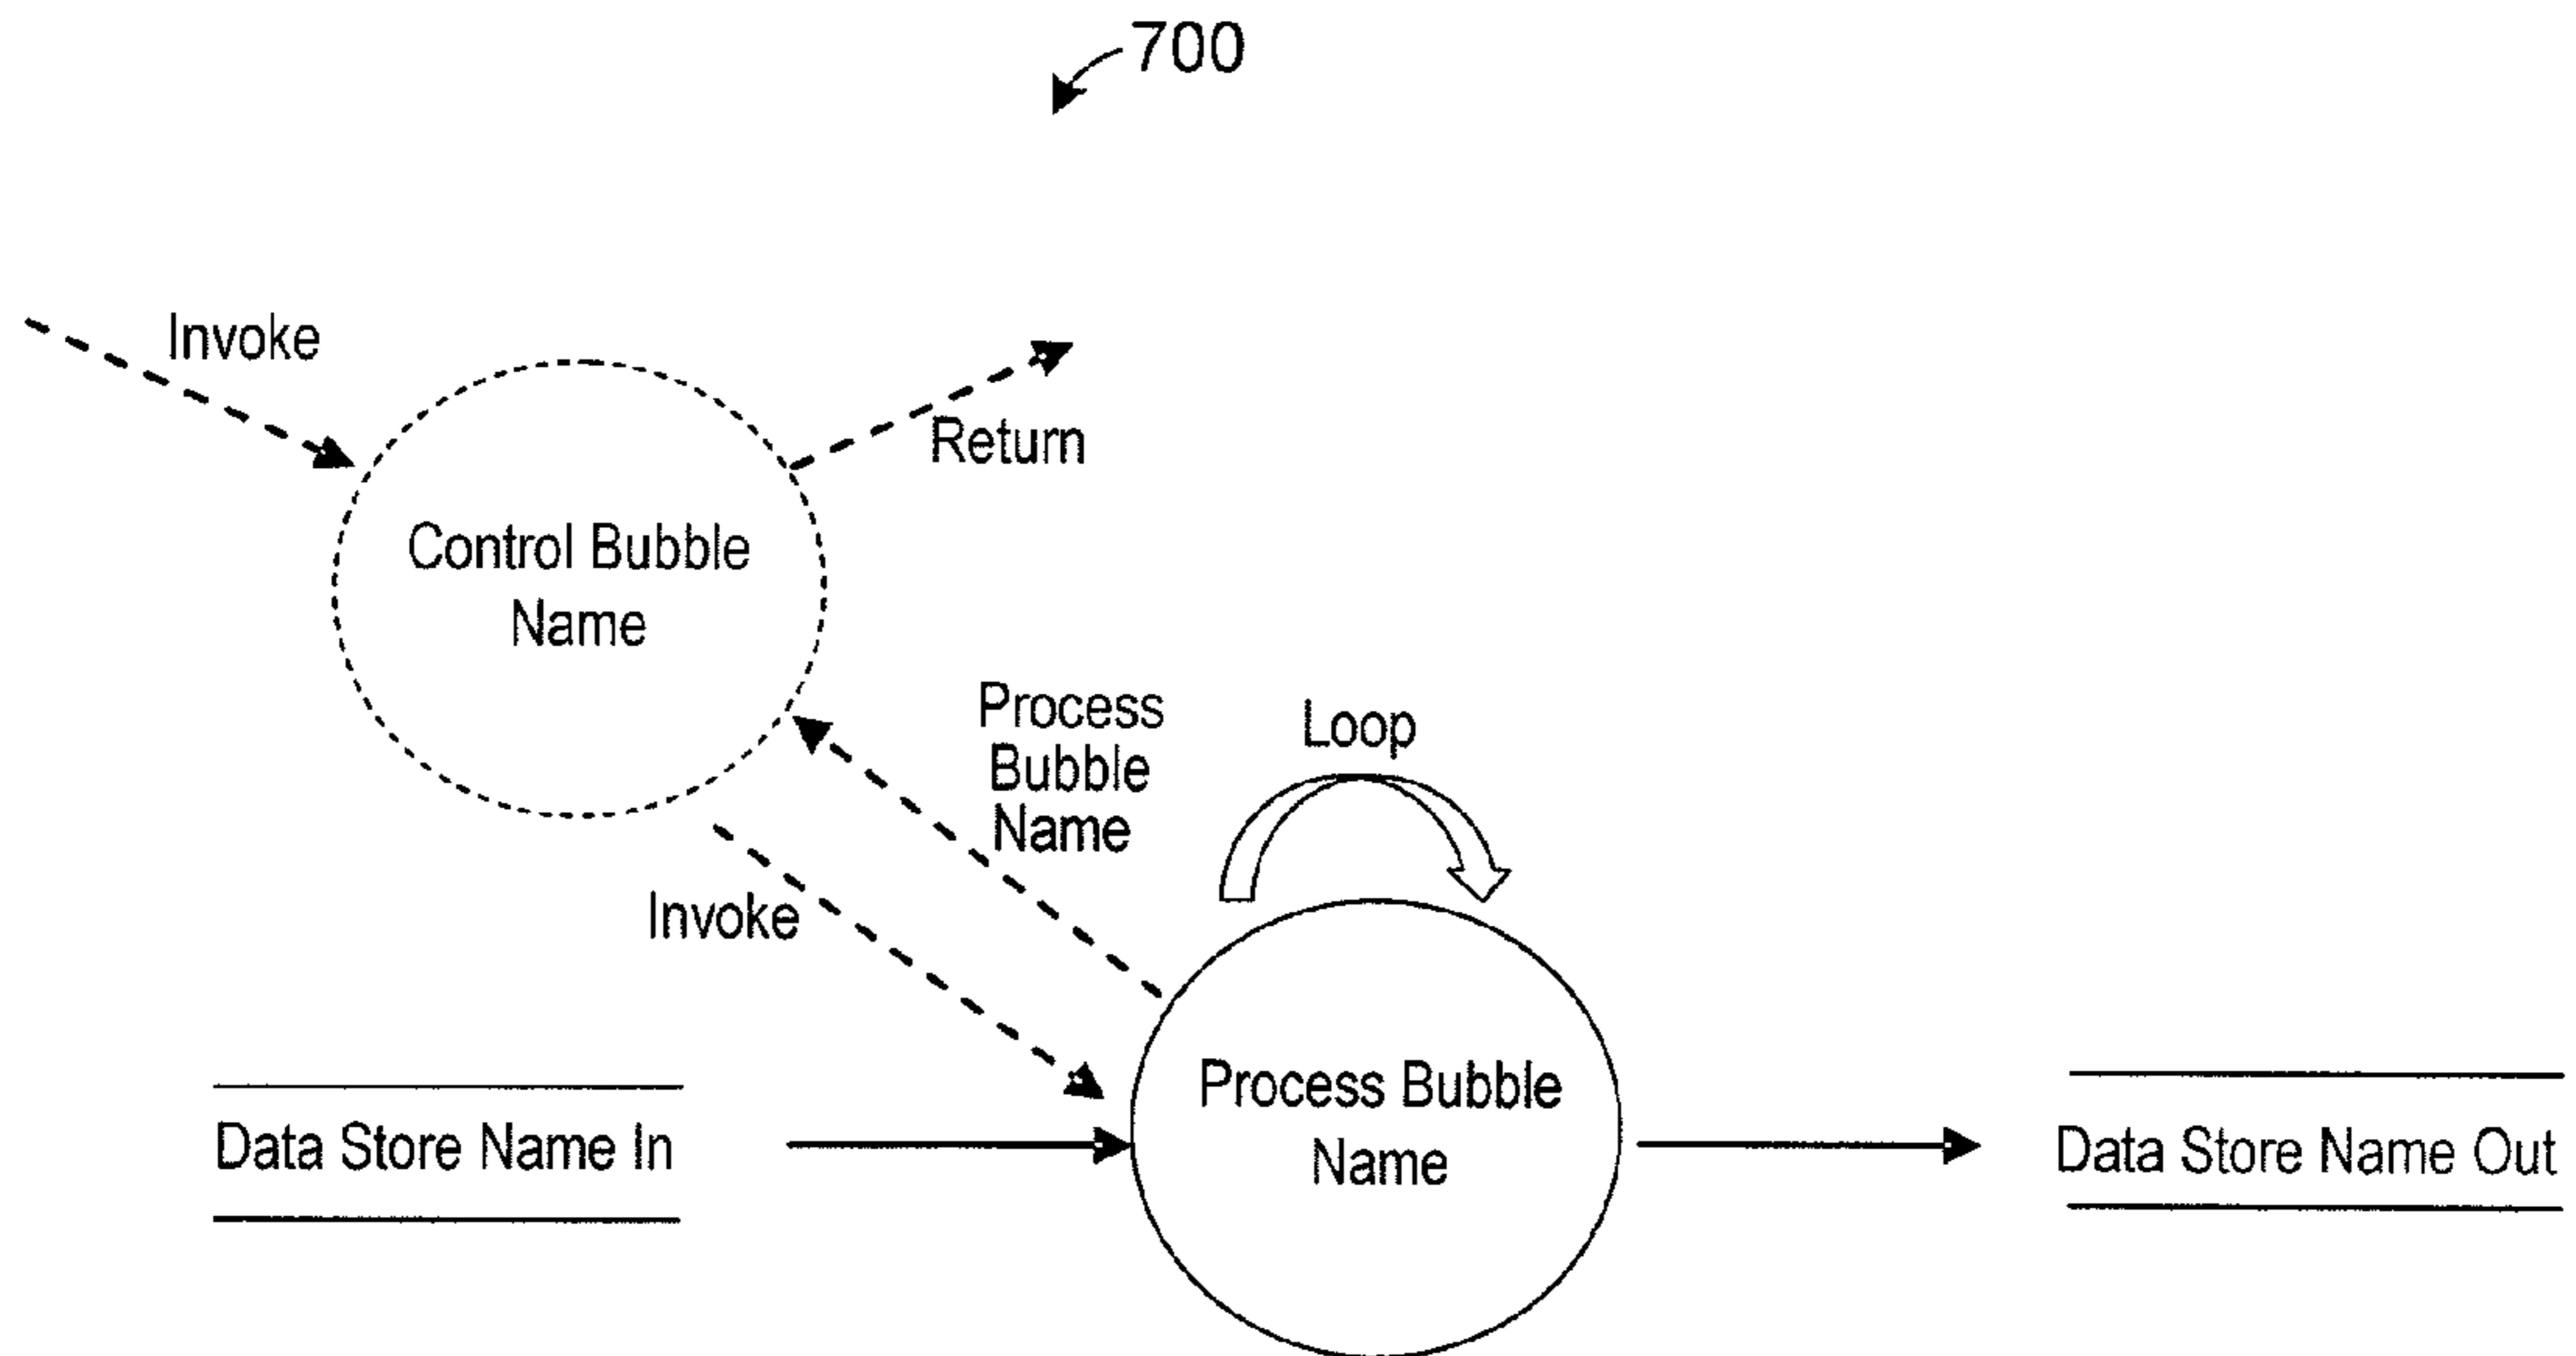 700
Invoke
Return
Control Bubble
Name
Process
Bubble
Name
Loop
Invoke
Process Bubble
Name
Data Store Name In
Data Store Name Out